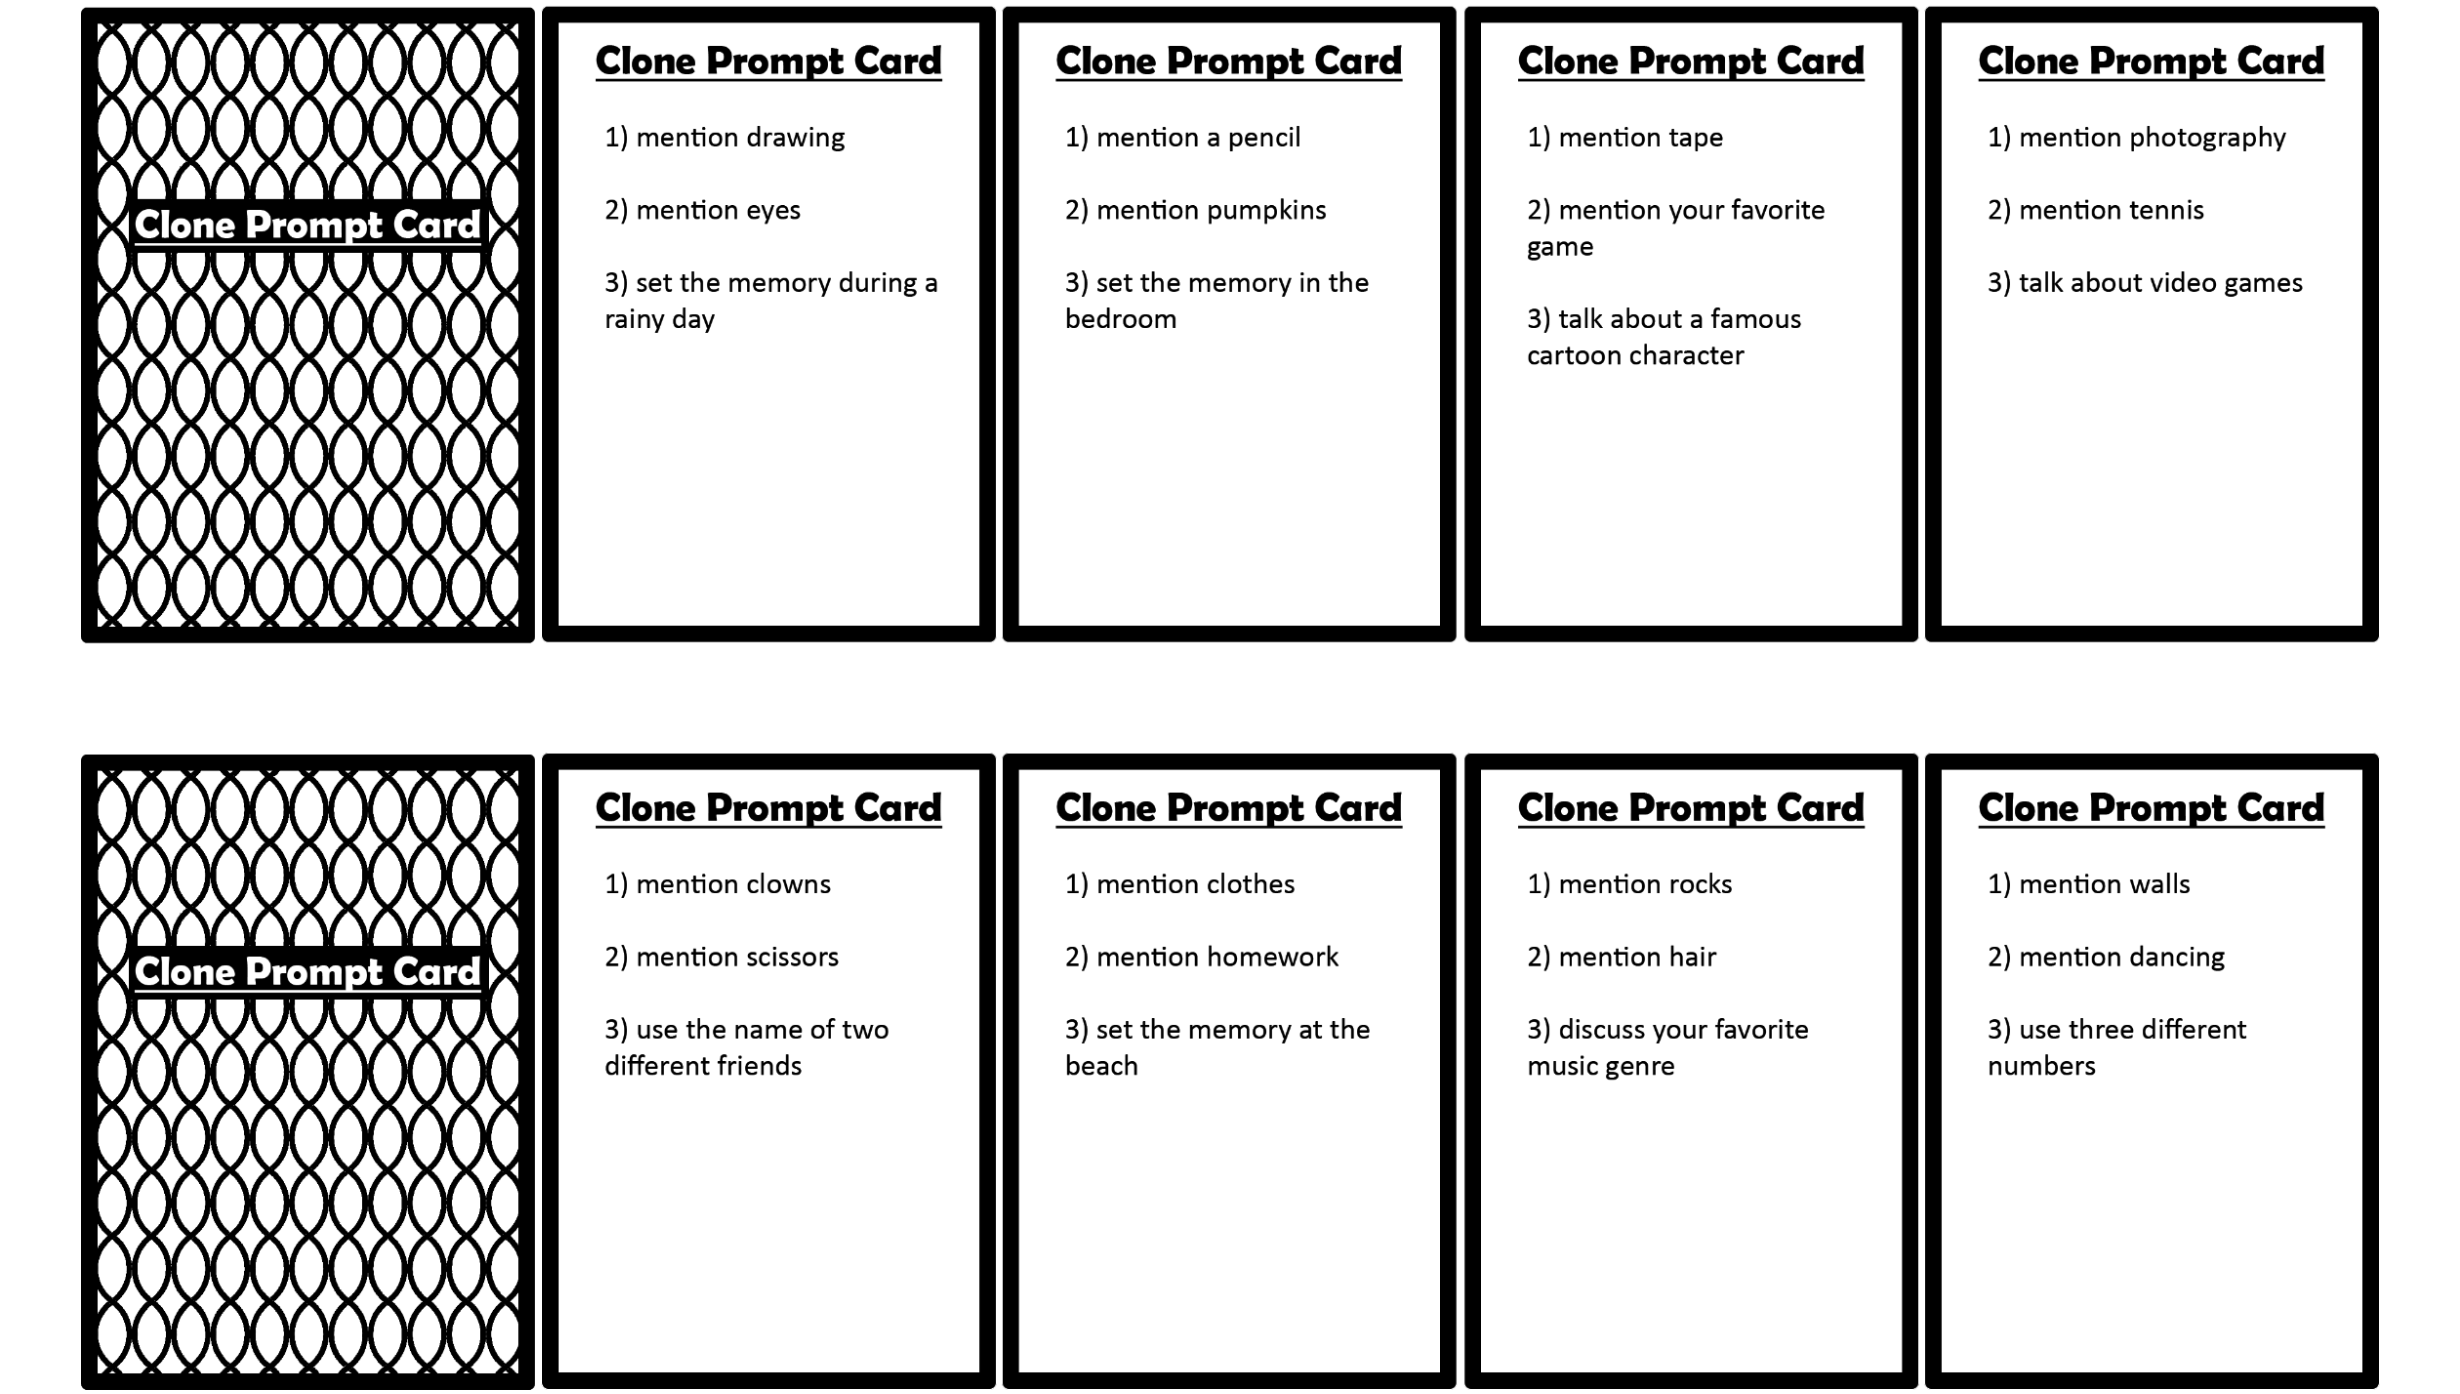 Clone Prompt Card
Clone Prompt Card
1) mention drawing
2) mention eyes
3) set the memory during a
rainy day
Clone Prompt Card
1) mention a pencil
2) mention pumpkins
3) set the memory in the
bedroom
Clone Prompt Card
1) mention tape
2) mention your favorite
game
3) talk about a famous
cartoon character
Clone Prompt Card
1) mention photography
2) mention tennis
3) talk about video games
Clone Prompt Card
Clone Prompt Card
1) mention clowns
2) mention scissors
3) use the name of two
different friends
Clone Prompt Card
1) mention clothes
2) mention homework
3) set the memory at the
beach
Clone Prompt Card
1) mention rocks
2) mention hair
3) discuss your favorite
music genre
Clone Prompt Card
1) mention walls
2) mention dancing
3) use three different
numbers